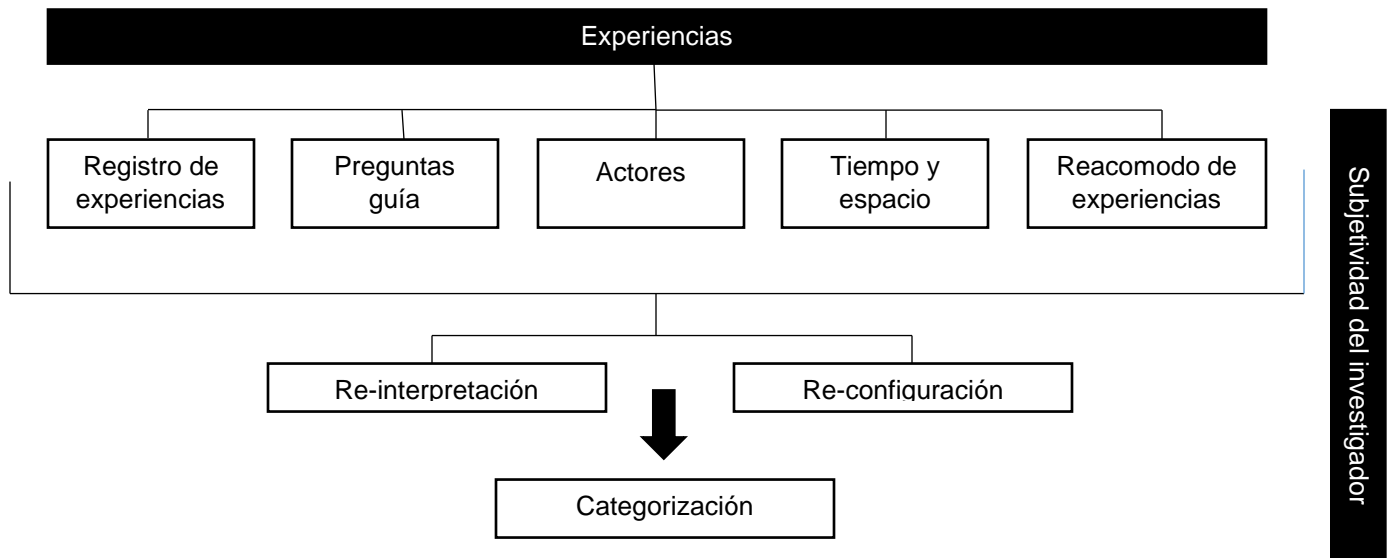 Experiencias
Registro de
experiencias
Preguntas
guía
Actores
Tiempo y
espacio
Reacomodo de
experiencias
Subjetividad del investigador
Re-interpretación
Re-configuración
Categorización